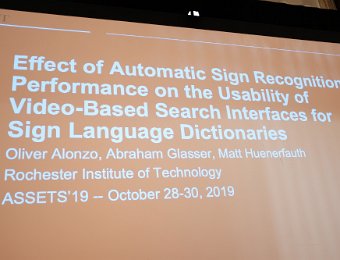 Effect of Automatic Sign Recognition
Performance on the Usability of
Video-Based Search Interfaces for
Sign Language Dictionaries
Oliver Alonzo, Abraham Glasser, Matt Huenerfauth
Rochester Institute of Technology
ASSETS'19 -- October 28-30, 2019